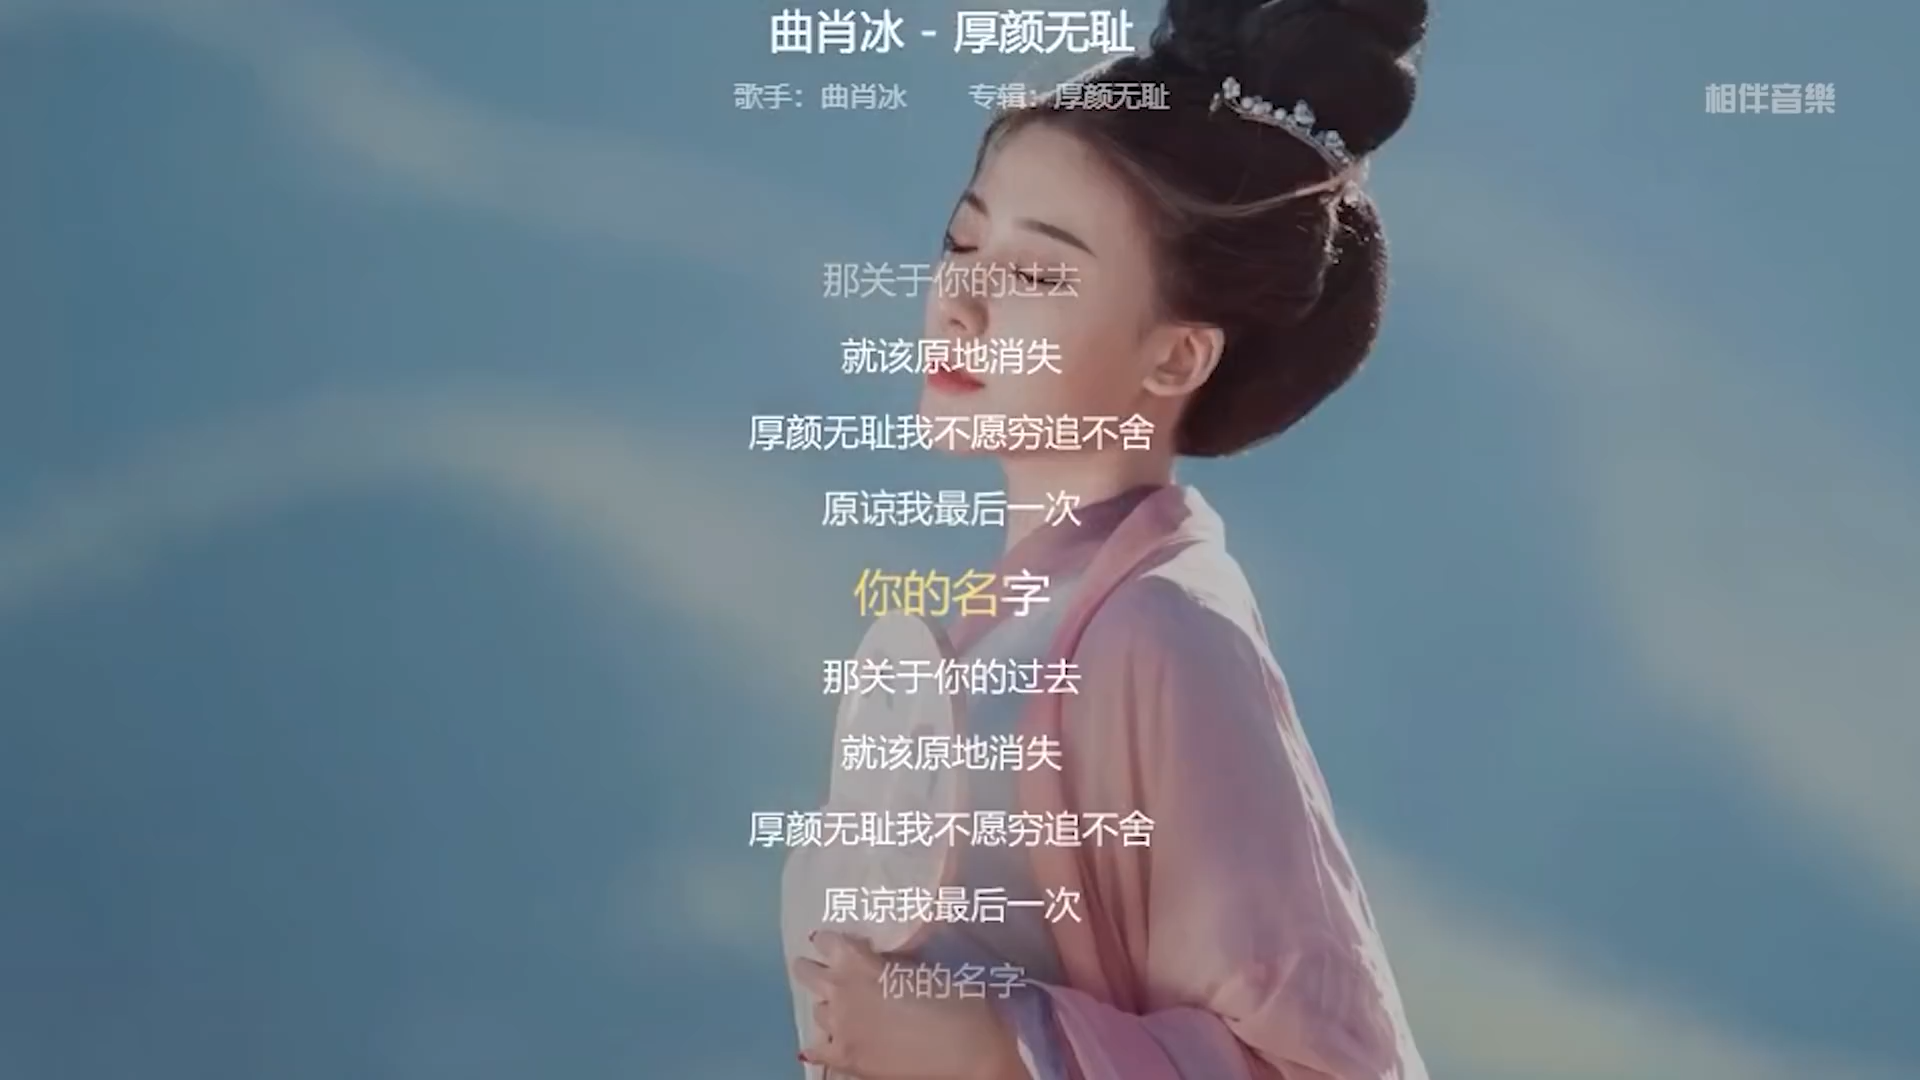 曲肖冰 - 厚颜无耻
歌手：曲肖冰 专辑：厚颜无耻
相伴音樂
那关于你的过去
就该原地消失
厚颜无耻我不愿穷追不舍
原谅我最后一次
你的名字
那关于你的过去
就该原地消失
厚颜无耻我不愿穷追不舍
原谅我最后一次
你的名字